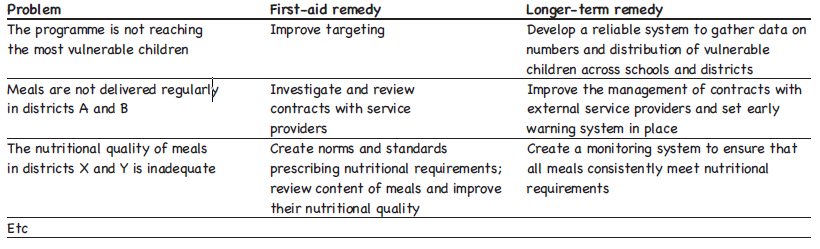 Problem First-aid remedy Longer-term remedy
The programme is not reaching Improve targeting Develop a reliable system to gather data on
the most vulnerable children numbers and distribution of vulnerable
children across schools and districts
Meals are not delivered regularly Investigate and review Improve the management of contracts with
in districts A and B contracts with service external service providers and set early
providers warning system in place
The nutritional quality of meals Create norms and standards Create a monitoring system to ensure that
in districts X and Y is inadequate prescribing nutritional requirements; all meals consistently meet nutritional
review content of meals and improve requirements
their nutritional quality
Etc